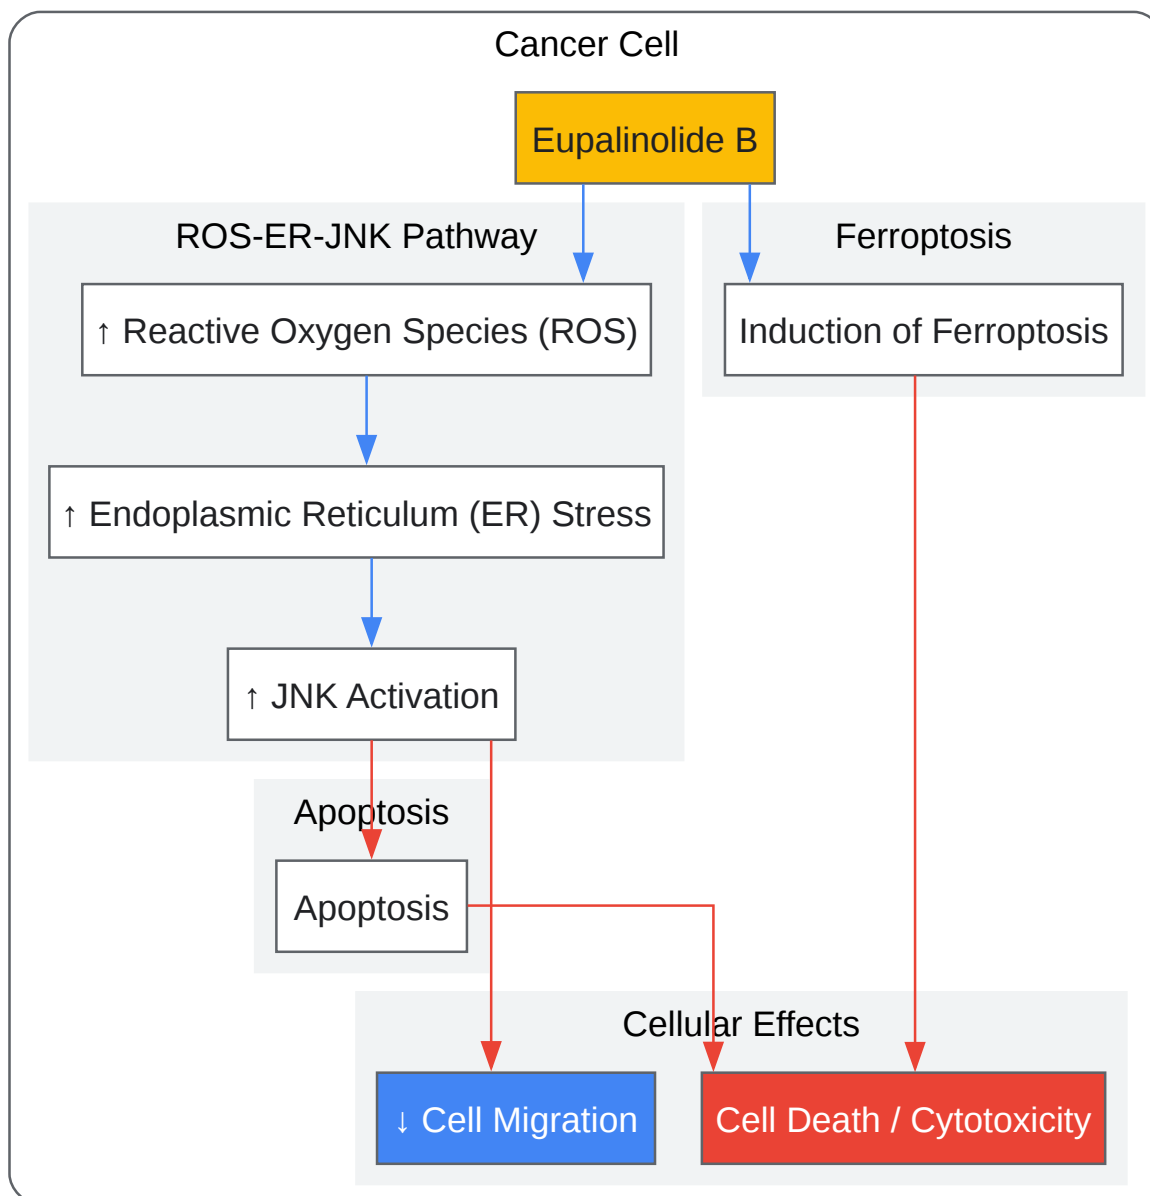 Cancer Cell
Eupalinolide B
ROS-ER-JNK Pathway
Ferroptosis
↑ Reactive Oxygen Species (ROS)
Induction of Ferroptosis
↑ Endoplasmic Reticulum (ER) Stress
↑ JNK Activation
Apoptosis
Apoptosis
Cellular Effects
↓ Cell Migration
Cell Death / Cytotoxicity